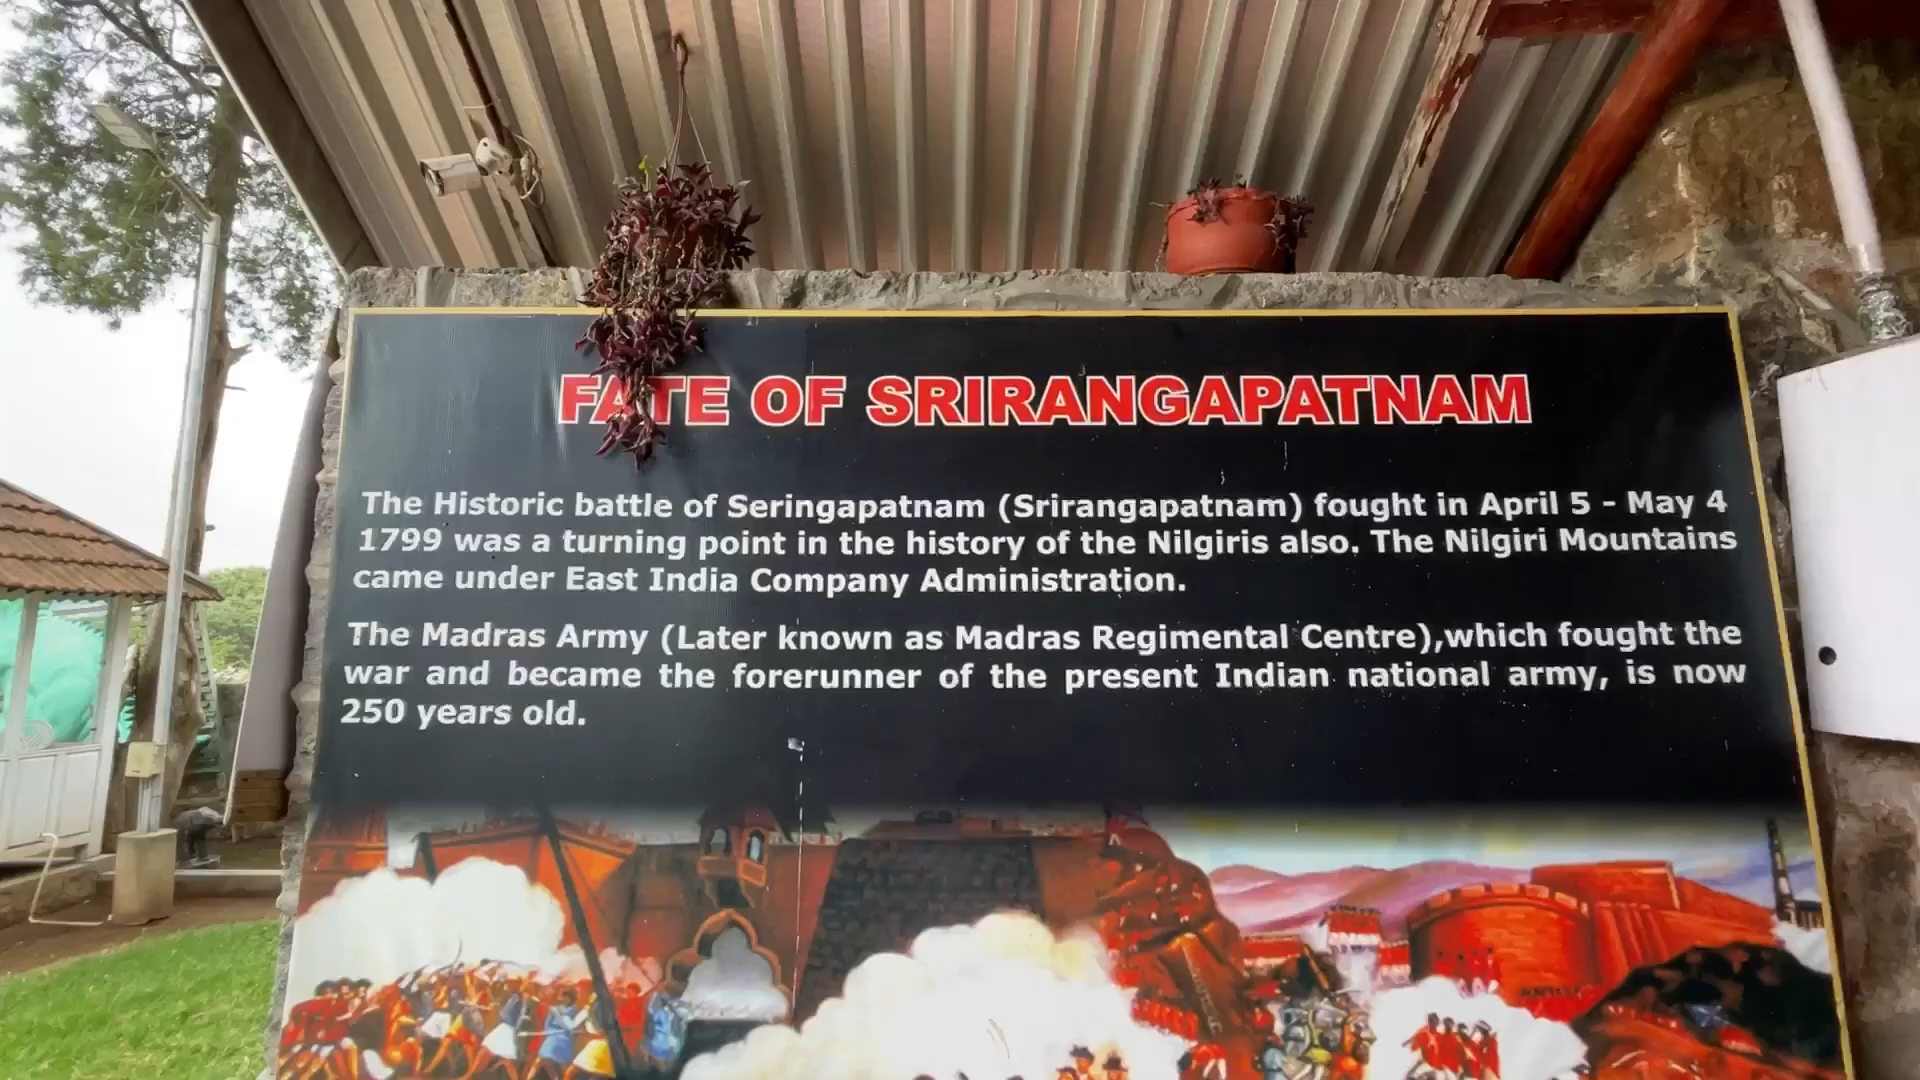 FATE OF SRIRANGAPATNAM
The Historic battle of Seringapatnam (Srirangapatnam) fought in April 5 - May 4
1799 was a turning point in the history of the Nilgiris also. The Nilgiri Mountains
came under East India Company Administration.
The Madras Army (Later known as Madras Regimental Centre),which fought the
war and became the forerunner of the present Indian national army, is now
250 years old.